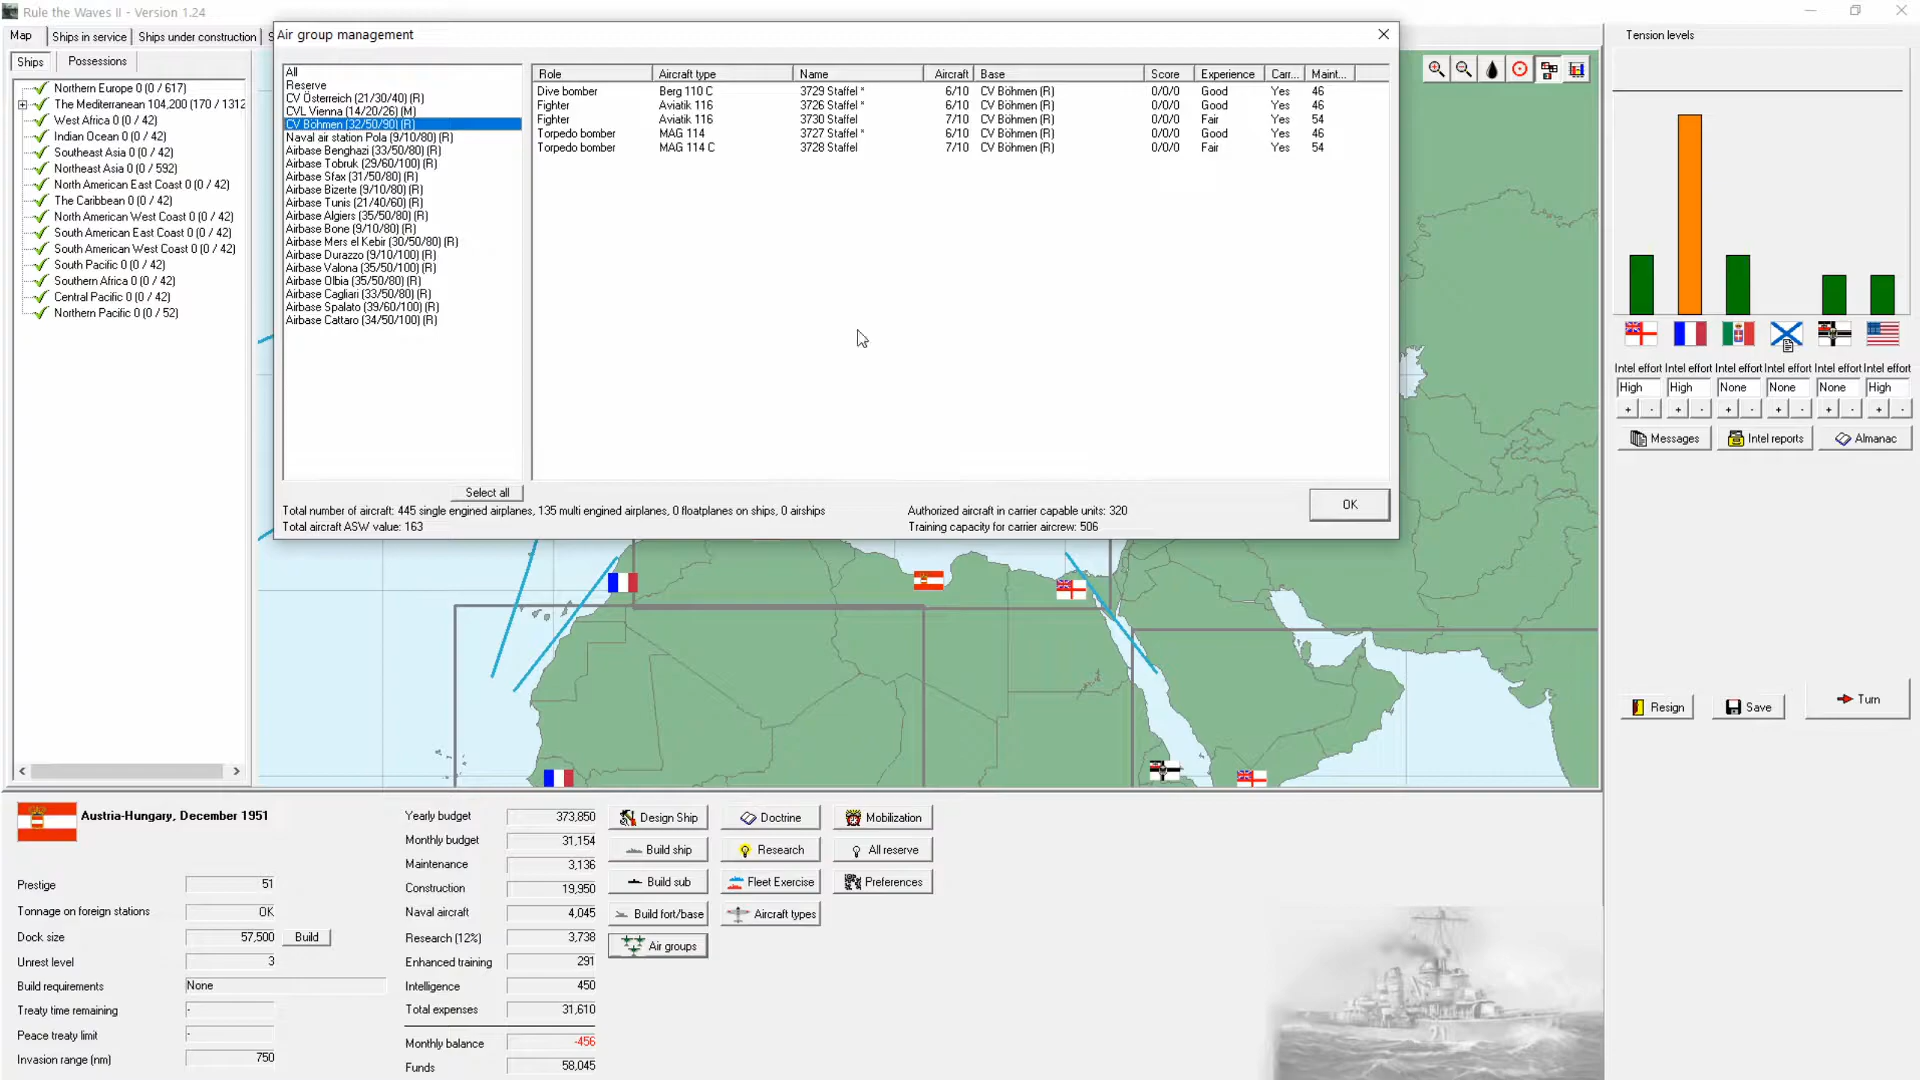 Rule the Waves II - Version 1.24
Map
Ships in service
Ships under construction
Ships
Possessions
Northern Europe 0 (0 / 617)
The Mediterranean 104,200 (170 / 1312
West Africa 0 (0 / 42)
Indian Ocean 0 (0 / 42)
Southeast Asia 0 (0 / 42)
Northeast Asia 0 (0 / 592)
North American East Coast 0 (0 / 42)
The Caribbean 0 (0 / 42)
North American West Coast 0 (0 / 42)
South American East Coast 0 (0 / 42)
South American West Coast 0 (0 / 42)
South Pacific 0 (0 / 42)
Southern Africa 0 (0 / 42)
Central Pacific 0 (0 / 42)
Northern Pacific 0 (0 / 52)
Air group management
All
Reserve
CV Österreich (21/30/40) (R)
CVL Vienna (14/20/26) (M)
CV Böhmen (32/50/90) (R)
Naval air station Pola (9/10/80) (R)
Airbase Benghazi (33/50/80) (R)
Airbase Tobruk (29/60/100) (R)
Airbase Sfax (31/50/80) (R)
Airbase Bizerte (9/10/80) (R)
Airbase Tunis (21/40/60) (R)
Airbase Algiers (35/50/80) (R)
Airbase Bone (9/10/80) (R)
Airbase Mers el Kebir (30/50/80) (R)
Airbase Durazzo (9/10/100) (R)
Airbase Valona (35/50/100) (R)
Airbase Olbia (35/50/80) (R)
Airbase Cagliari (33/50/80) (R)
Airbase Spalato (39/60/100) (R)
Airbase Cattaro (34/50/100) (R)
Select all
Role Aircraft type Name Aircraft Base Score Experience Carr... Maint...
Dive bomber Berg 110 C 3729 Staffel * 6/10 CV Böhmen (R) 0/0/0 Good Yes 46
Fighter Aviatik 116 3726 Staffel * 6/10 CV Böhmen (R) 0/0/0 Good Yes 46
Fighter Aviatik 116 3730 Staffel 7/10 CV Böhmen (R) 0/0/0 Fair Yes 54
Torpedo bomber MAG 114 3727 Staffel * 6/10 CV Böhmen (R) 0/0/0 Good Yes 46
Torpedo bomber MAG 114 C 3728 Staffel 7/10 CV Böhmen (R) 0/0/0 Fair Yes 54
OK
Total number of aircraft: 445 single engined airplanes, 135 multi engined airplanes, 0 floatplanes on ships, 0 airships
Total aircraft ASW value: 163
Authorized aircraft in carrier capable units: 320
Training capacity for carrier aircrew: 506
Tension levels
Intel effort Intel effort Intel effort Intel effort Intel effort Intel effort
High High None None None High
+ - + - + - + - + - + -
Messages
Intel reports
Almanac
Resign
Save
Turn
Austria-Hungary, December 1951
Prestige 51
Tonnage on foreign stations OK
Dock size 57,500 Build
Unrest level 3
Build requirements None
Treaty time remaining -
Peace treaty limit -
Invasion range (nm) 750
Yearly budget 373,850
Monthly budget 31,154
Maintenance 3,136
Construction 19,950
Naval aircraft 4,045
Research (12%) 3,738
Enhanced training 291
Intelligence 450
Total expenses 31,610
Monthly balance -456
Funds 58,045
Design Ship
Doctrine
Mobilization
Build ship
Research
All reserve
Build sub
Fleet Exercise
Preferences
Build fort/base
Aircraft types
Air groups